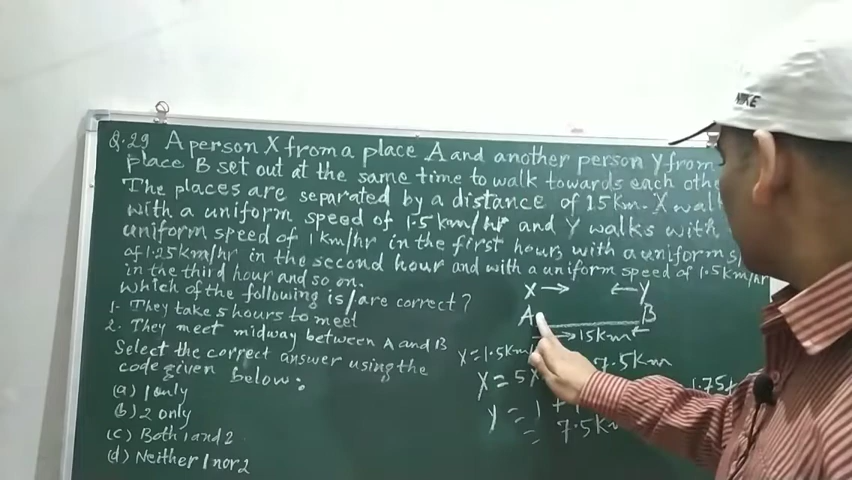 Q.29 A person X from a place A and another person Y from
place B set out at the same time to walk towards each othe
The places are separated by a distance of 15 km. X wal
with a uniform speed of 1.5 km/hr and Y walks with
uniform speed of 1 km/hr in the first hour, with a uniform s
of 1.25 km/hr in the second hour and with a uniform speed of 1.5 km/hr
in the third hour and so on.
which of the following is/are correct?
1. They take 5 hours to meet
2. They meet midway between A and B
Select the correct answer using the
code given below:
(a) 1 only
(b) 2 only
(c) Both 1 and 2
(d) Neither 1 nor 2
X → ← Y
A B
→ 15 km ←
X = 1.5 km
X = 5 7.5 km
Y = 1 + 1.75 +
= 7.5 k
NIKE